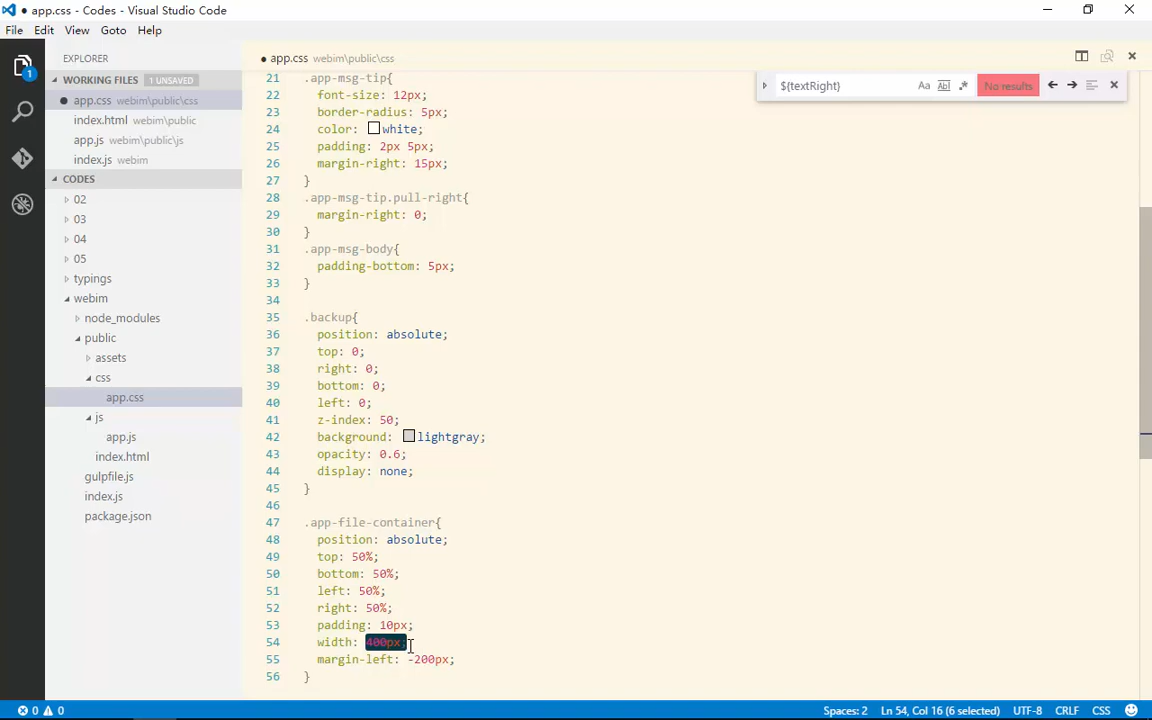 app.css - Codes - Visual Studio Code
File Edit View Goto Help
EXPLORER
WORKING FILES 1 UNSAVED
app.css webim\public\css
index.html webim\public
app.js webim\public\js
index.js webim
CODES
02
03
04
05
typings
webim
node_modules
public
assets
css
app.css
js
app.js
index.html
gulpfile.js
index.js
package.json
1
app.css webim\public\css
${textRight} Aa Ab| .* No results
21 .app-msg-tip{
22 font-size: 12px;
23 border-radius: 5px;
24 color: white;
25 padding: 2px 5px;
26 margin-right: 15px;
27 }
28 .app-msg-tip.pull-right{
29 margin-right: 0;
30 }
31 .app-msg-body{
32 padding-bottom: 5px;
33 }
34
35 .backup{
36 position: absolute;
37 top: 0;
38 right: 0;
39 bottom: 0;
40 left: 0;
41 z-index: 50;
42 background: lightgray;
43 opacity: 0.6;
44 display: none;
45 }
46
47 .app-file-container{
48 position: absolute;
49 top: 50%;
50 bottom: 50%;
51 left: 50%;
52 right: 50%;
53 padding: 10px;
54 width: 400px;
55 margin-left: -200px;
56 }
0 0 Spaces: 2 Ln 54, Col 16 (6 selected) UTF-8 CRLF CSS